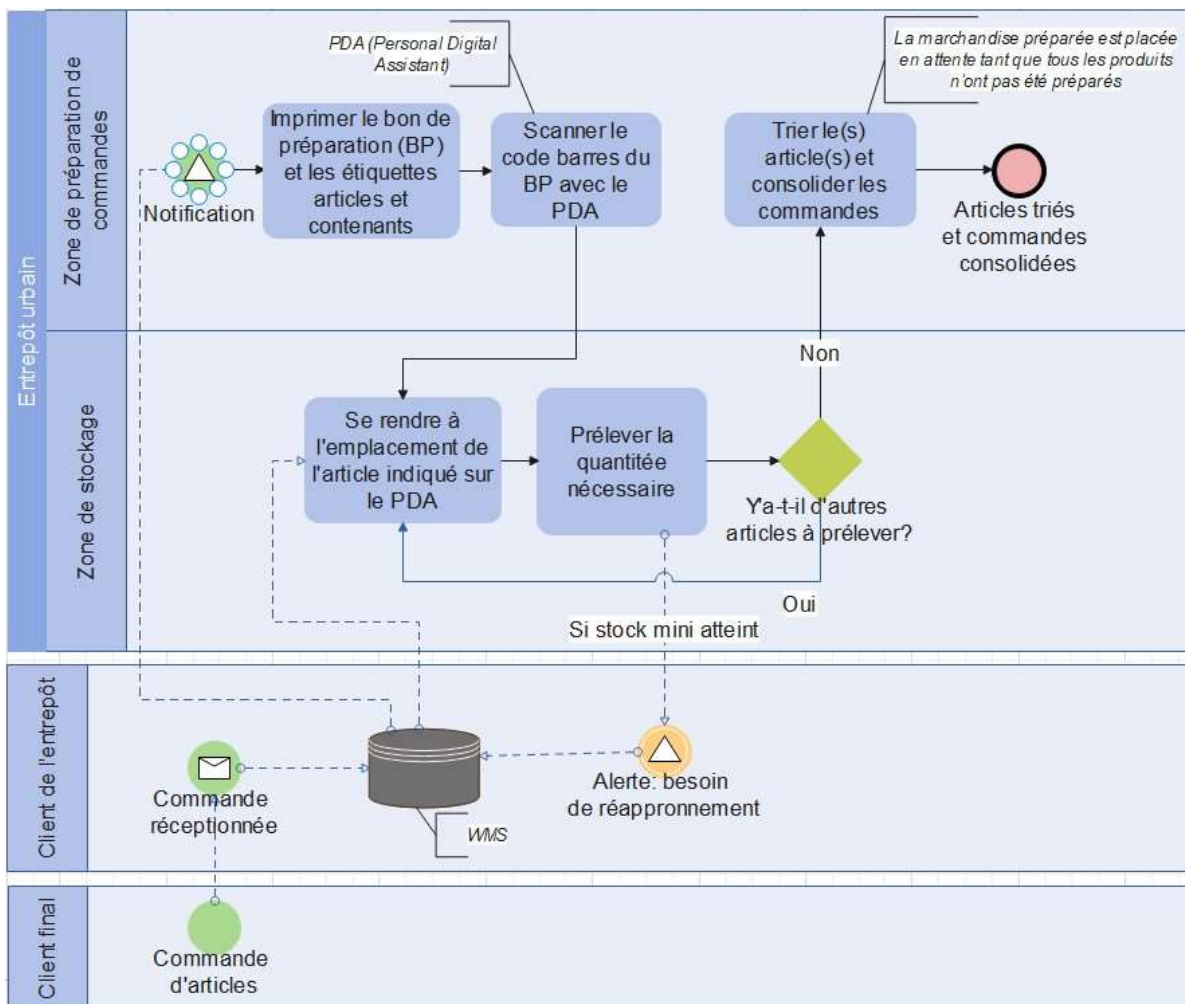 Entrepôt urbain
Zone de préparation de
commandes
PDA (Personal Digital
Assistant)
La marchandise préparée est placée
en attente tant que tous les produits
n'ont pas été préparés
Notification
Imprimer le bon de
préparation (BP)
et les étiquettes
articles et
contenants
Scanner le
code barres du
BP avec le
PDA
Trier le(s)
article(s) et
consolider les
commandes
Articles triés
et commandes
consolidées
Zone de stockage
Non
Se rendre à
l'emplacement de
l'article indiqué sur
le PDA
Prélever la
quantitée
nécessaire
Y'a-t-il d'autres
articles à prélever?
Oui
Si stock mini atteint
Client de l'entrepôt
Commande
réceptionnée
WMS
Alerte: besoin
de réappronnement
Client final
Commande
d'articles